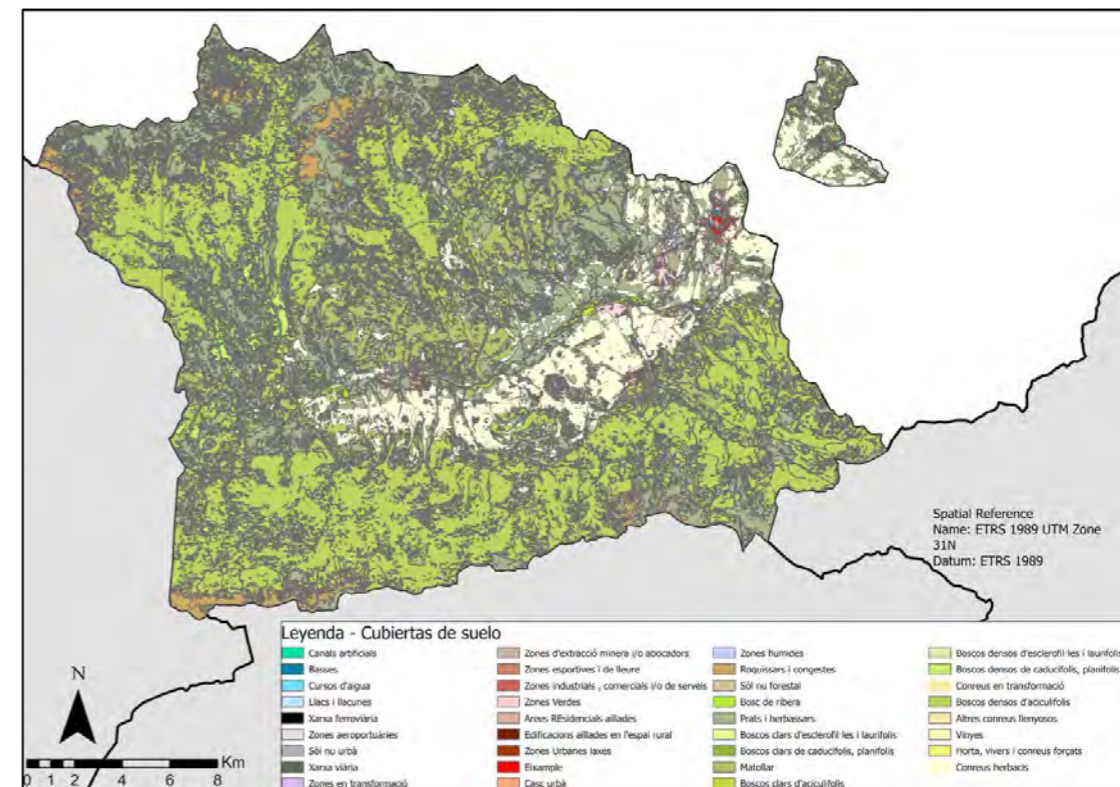 Spatial Reference
Name: ETRS 1989 UTM Zone
31N
Datum: ETRS 1989
Leyenda - Cubiertas de suelo
Canals artificials
Basses
Cursos d'aigua
Llacs i llacunes
Xarxa ferroviària
Zones aeroportuàries
Sòl nu urbà
Xarxa viària
Zones en transformació
Zones d'extracció minera i/o abocadors
Zones esportives i de lleure
Zones industrials , comercials i/o de serveis
Zones Verdes
Arees REsidencials aillades
Edificacions aïllades en l'espai rural
Zones Urbanes laxes
Eixample
Casc urbà
Zones humides
Roquissars i congestes
Sòl nu forestal
Bosc de ribera
Prats i herbassars
Boscos clars d'esclerofil·les i laurifolis
Boscos clars de caducifolis, planifolis
Matollar
Boscos clars d'aciculifolis
Boscos densos d'esclerofil·les i laurifolis
Boscos densos de caducifolis, planifolis
Conreus en transformació
Boscos densos d'aciculifolis
Altres conreus llenyosos
Vinyes
Horta, vivers i conreus forçats
Conreus herbacis
N
0 1 2 4 6 8 Km